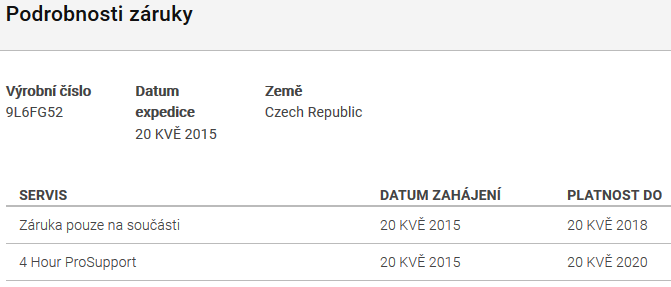 Podrobnosti záruky
Výrobní číslo
9L6FG52
Datum
expedice
20 KVĚ 2015
Země
Czech Republic
SERVIS DATUM ZAHÁJENÍ PLATNOST DO
Záruka pouze na součásti 20 KVĚ 2015 20 KVĚ 2018
4 Hour ProSupport 20 KVĚ 2015 20 KVĚ 2020